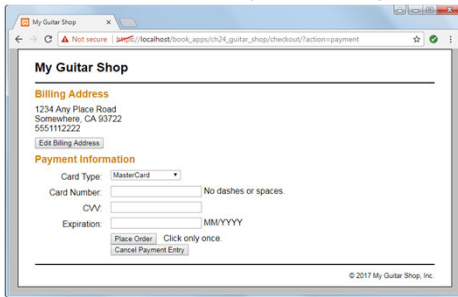 My Guitar Shop
Not secure | https://localhost/book_apps/ch24_guitar_shop/checkout/?action=payment
My Guitar Shop
Billing Address
1234 Any Place Road
Somewhere, CA 93722
5551112222
Edit Billing Address
Payment Information
Card Type: MasterCard
Card Number: No dashes or spaces.
CVV:
Expiration: MM/YYYY
Place Order Click only once.
Cancel Payment Entry
© 2017 My Guitar Shop, Inc.